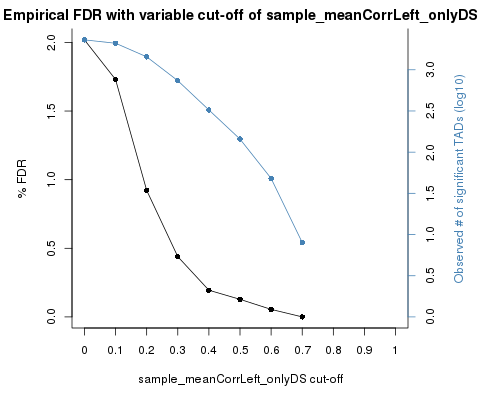 Empirical FDR with variable cut-off of sample_meanCorrLeft_onlyDS
% FDR
2.0
1.5
1.0
0.5
0.0
3.0
2.5
2.0
1.5
1.0
0.5
0.0
Observed # of significant TADs (log10)
0 0.1 0.2 0.3 0.4 0.5 0.6 0.7 0.8 0.9 1
sample_meanCorrLeft_onlyDS cut-off